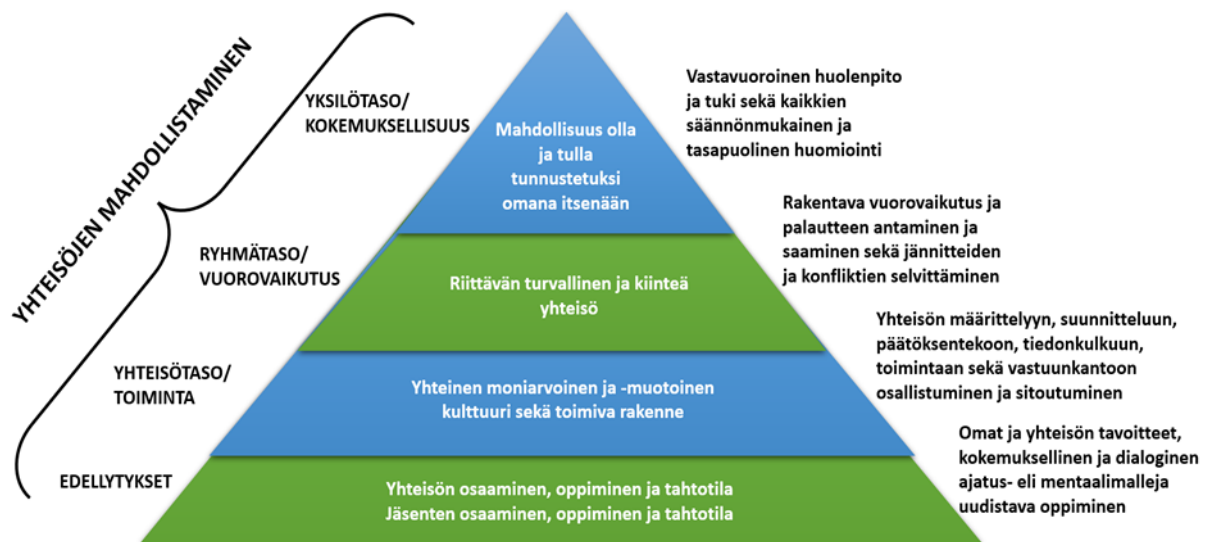 YHTEISÖJEN MAHDOLLISTAMINEN
YKSILÖTASO/
KOKEMUKSELLISUUS
Mahdollisuus olla
ja tulla
tunnustetuksi
omana itsenään
Vastavuoroinen huolenpito
ja tuki sekä kaikkien
säännönmukainen ja
tasapuolinen huomiointi
RYHMÄTASO/
VUOROVAIKUTUS
Riittävän turvallinen ja kiinteä
yhteisö
Rakentava vuorovaikutus ja
palautteen antaminen ja
saaminen sekä jännitteiden
ja konfliktien selvittäminen
YHTEISÖTASO/
TOIMINTA
Yhteinen moniarvoinen ja -muotoinen
kulttuuri sekä toimiva rakenne
Yhteisön määrittelyyn, suunnitteluun,
päätöksentekoon, tiedonkulkuun,
toimintaan sekä vastuunkantoon
osallistuminen ja sitoutuminen
EDELLYTYKSET
Yhteisön osaaminen, oppiminen ja tahtotila
Jäsenten osaaminen, oppiminen ja tahtotila
Omat ja yhteisön tavoitteet,
kokemuksellinen ja dialoginen
ajatus- eli mentaalimalleja
uudistava oppiminen